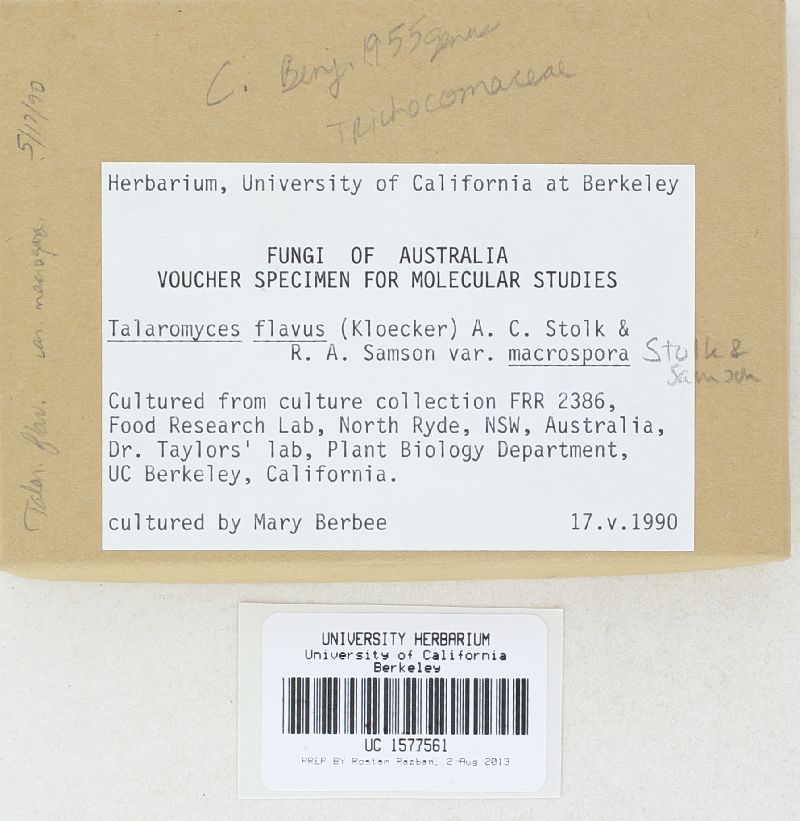 C. Benj. 1955 genus
Trichocomaceae
Talar. flav. var macrospora 5/17/90
Herbarium, University of California at Berkeley
FUNGI OF AUSTRALIA
VOUCHER SPECIMEN FOR MOLECULAR STUDIES
Talaromyces flavus (Kloecker) A. C. Stolk &
R. A. Samson var. macrospora Stolk &
Samson
Cultured from culture collection FRR 2386,
Food Research Lab, North Ryde, NSW, Australia,
Dr. Taylors' lab, Plant Biology Department,
UC Berkeley, California.
cultured by Mary Berbee 17.v.1990
UNIVERSITY HERBARIUM
University of California
Berkeley
UC 1577561
PREP BY Rostam Razban, 2 Aug 2013